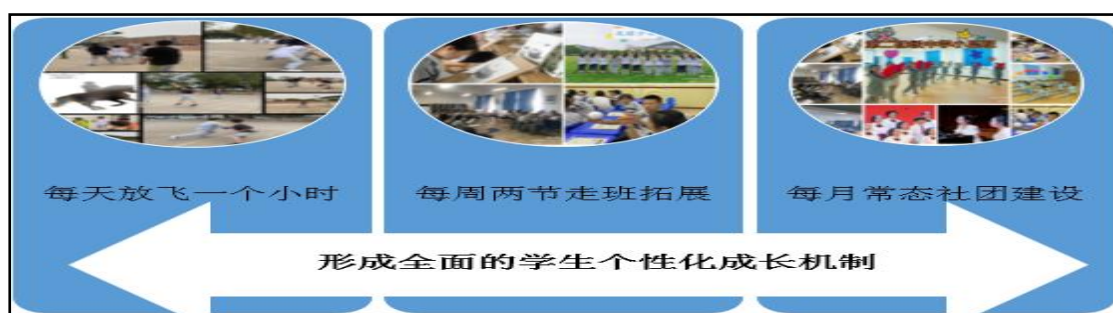 每天放飞一个小时
每周两节走班拓展
每月常态社团建设
形成全面的学生个性化成长机制